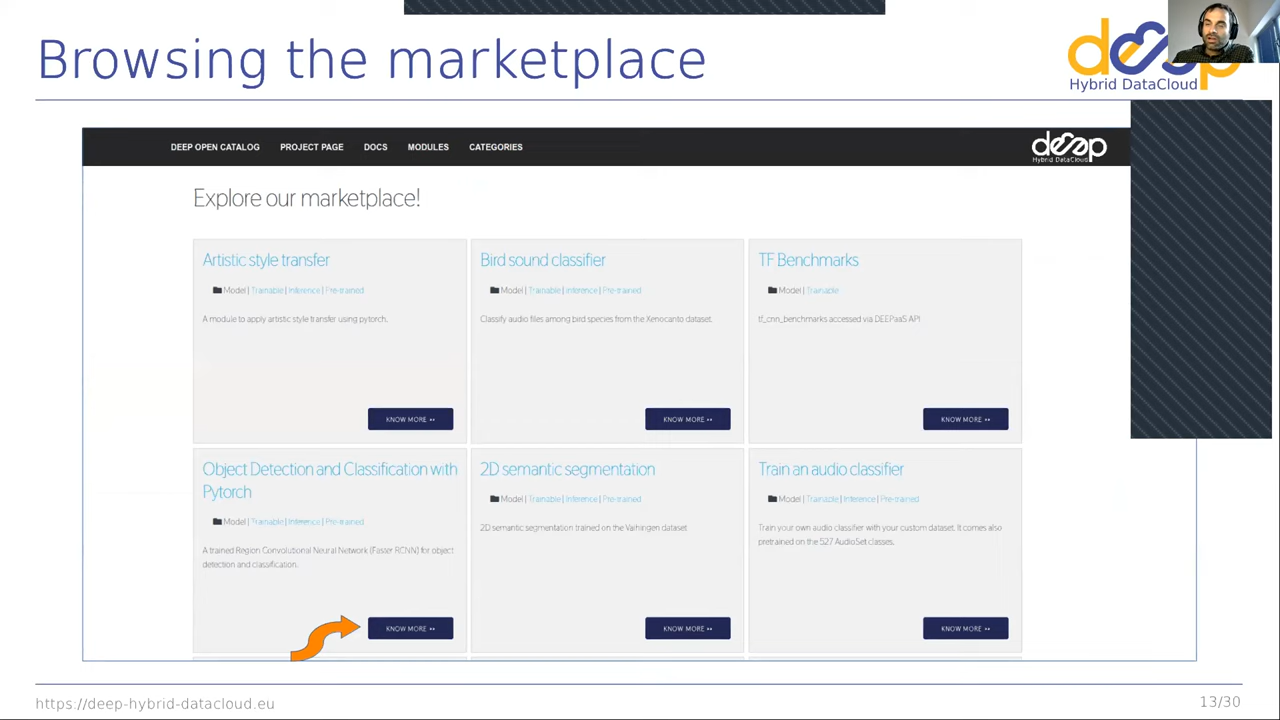 Browsing the marketplace
deep
Hybrid DataCloud
DEEP OPEN CATALOG PROJECT PAGE DOCS MODULES CATEGORIES
deep
Hybrid DataCloud
Explore our marketplace!
Artistic style transfer
Model | Trainable | Inference | Pre-trained
A module to apply artistic style transfer using pytorch.
KNOW MORE
Bird sound classifier
Model | Trainable | Inference | Pre-trained
Classify audio files among bird species from the Xenocanto dataset.
KNOW MORE
TF Benchmarks
Model | Trainable
tf_cnn_benchmarks accessed via DEEPaaS API
KNOW MORE
Object Detection and Classification with
Pytorch
Model | Trainable | Inference | Pre-trained
A trained Region Convolutional Neural Network (Faster RCNN) for object
detection and classification.
KNOW MORE
2D semantic segmentation
Model | Trainable | Inference | Pre-trained
2D semantic segmentation trained on the Vaihingen dataset
KNOW MORE
Train an audio classifier
Model | Trainable | Inference | Pre-trained
Train your own audio classifier with your custom dataset. It comes also
pretrained on the 527 AudioSet classes.
KNOW MORE
https://deep-hybrid-datacloud.eu
13/30